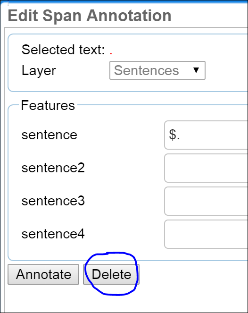 Edit Span Annotation
Selected text: .
Layer Sentences
Features
sentence $.
sentence2
sentence3
sentence4
Annotate Delete